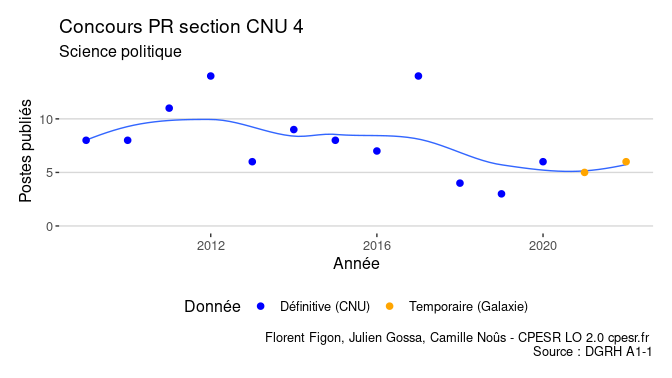 Concours PR section CNU 4
Science politique
Postes publiés
10
5
0
2012
2016
2020
Année
Donnée
Définitive (CNU)
Temporaire (Galaxie)
Florent Figon, Julien Gossa, Camille Noûs - CPESR LO 2.0 cpesr.fr
Source : DGRH A1-1